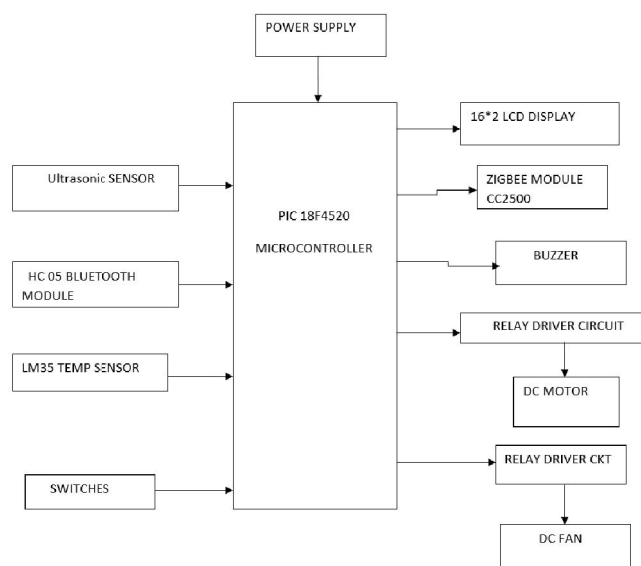 POWER SUPPLY
16*2 LCD DISPLAY
Ultrasonic SENSOR
ZIGBEE MODULE
CC2500
PIC 18F4520
MICROCONTROLLER
BUZZER
HC 05 BLUETOOTH
MODULE
RELAY DRIVER CIRCUIT
LM35 TEMP SENSOR
DC MOTOR
RELAY DRIVER CKT
SWITCHES
DC FAN